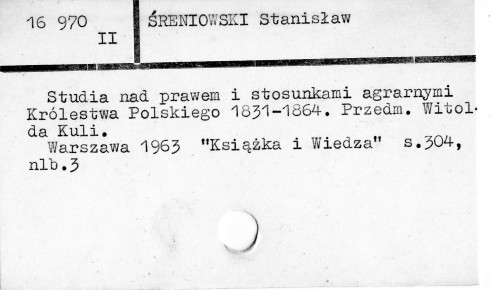 16 970
II
ŚRENIOWSKI Stanisław
Studia nad prawem i stosunkami agrarnymi
Królestwa Polskiego 1831-1864. Przedm. Witol-
da Kuli.
Warszawa 1963 "Książka i Wiedza" s.304,
nlb.3